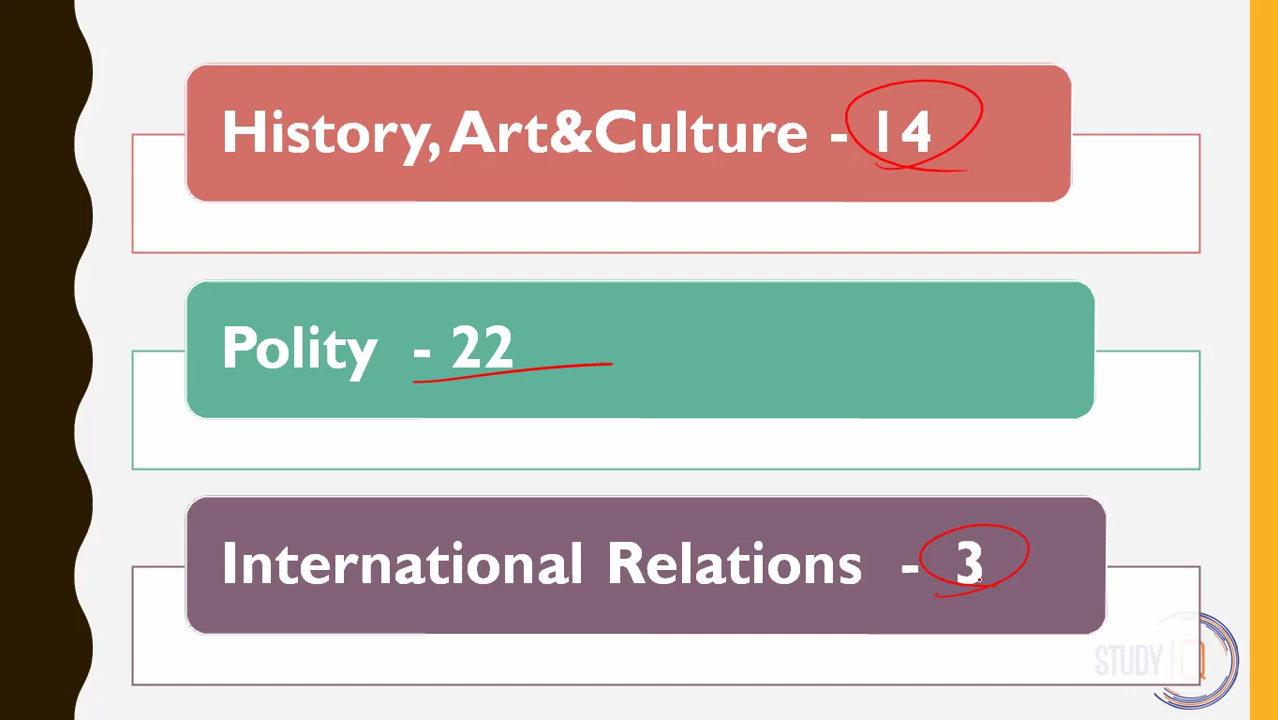 History, Art&Culture - 14
Polity - 22
International Relations - 3
STUDY IQ